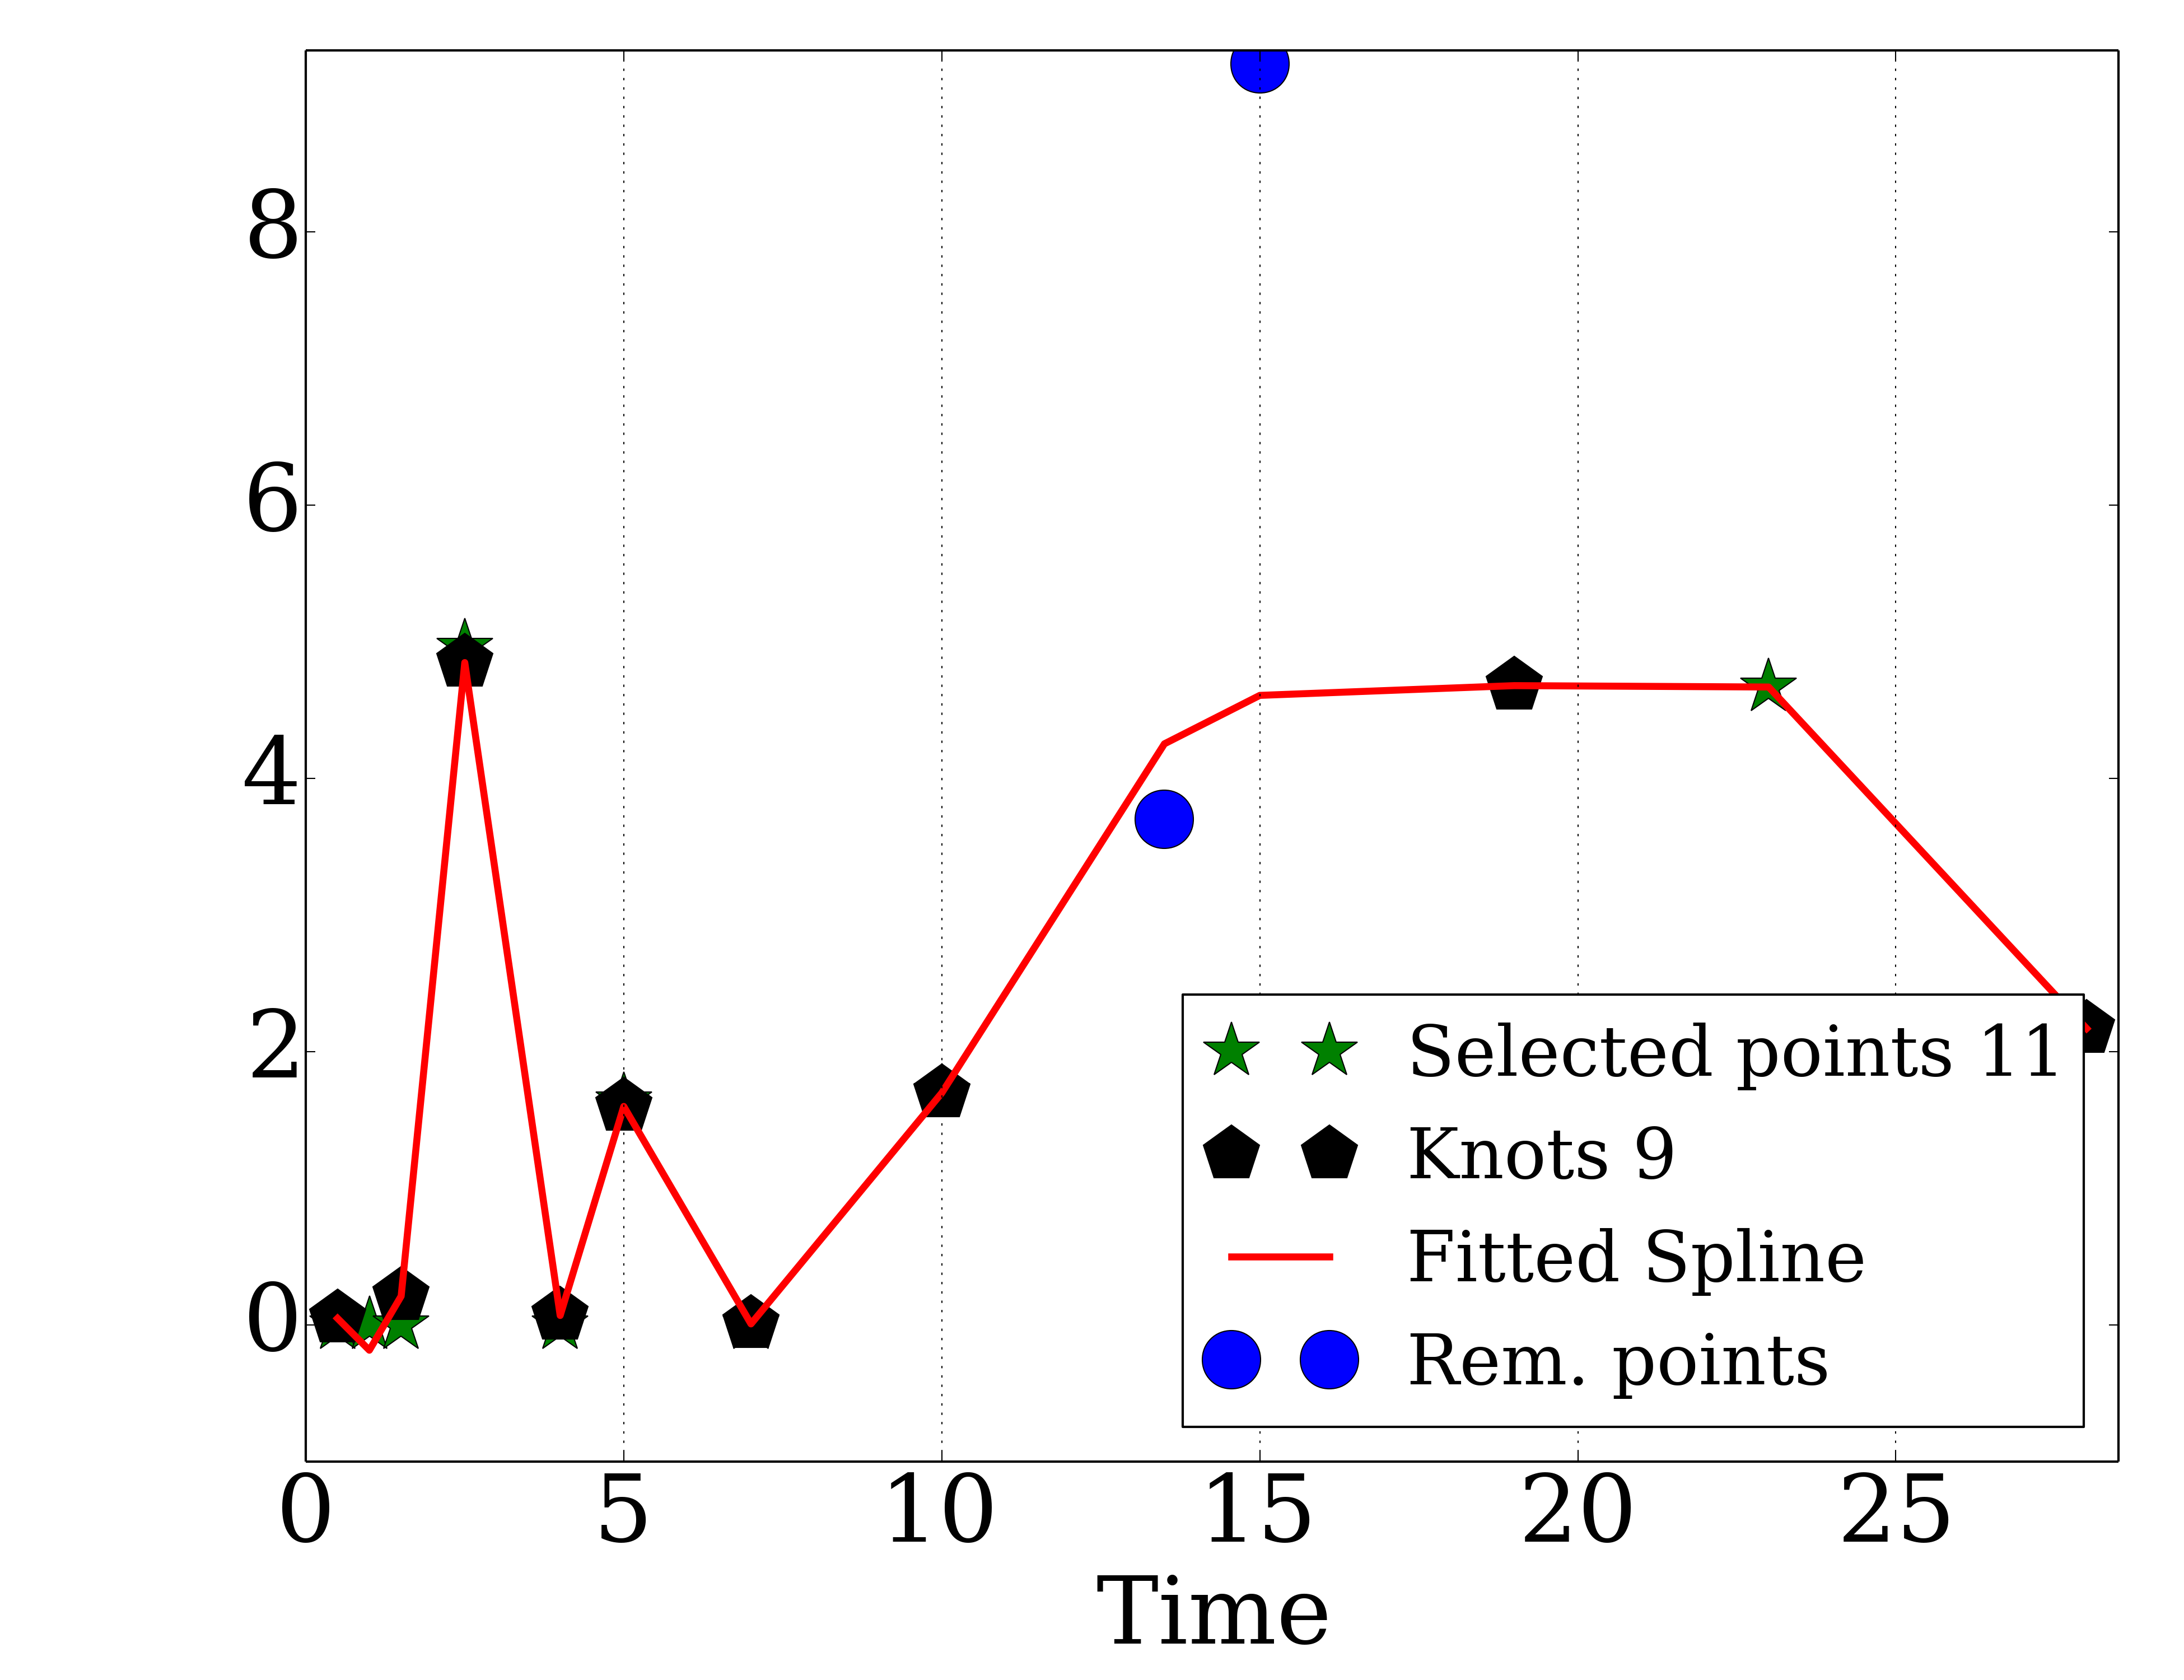 8
6
4
2
0
0 5 10 15 20 25
Time
Selected points 11
Knots 9
Fitted Spline
Rem. points